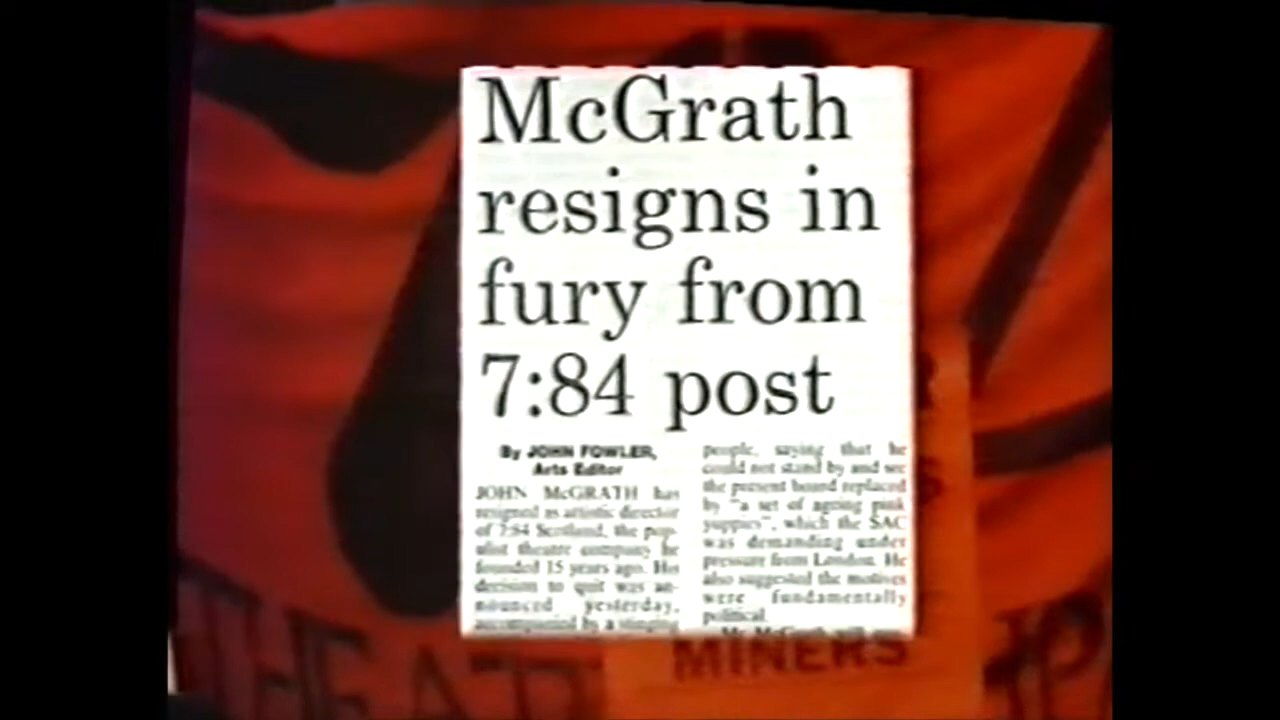 McGrath
resigns in
fury from
7:84 post
By JOHN FOWLER,
Arts Editor
JOHN McGRATH has
resigned as artistic director
of 7:84 Scotland, the pop-
ulist theatre company he
founded 15 years ago. His
decision to quit was an-
nounced yesterday,
accompanied by a stinging
people, saying that he
could not stand by and see
the present board replaced
by "a set of ageing pink
yuppies", which the SAC
was demanding under
pressure from London. He
also suggested the motives
were fundamentally
political.
Mr McGrath
THEATR
MINERS